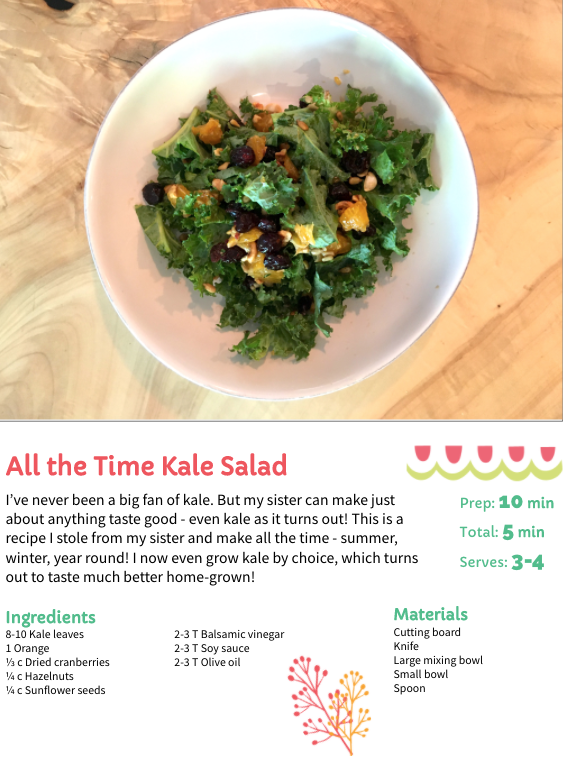 All the Time Kale Salad
I've never been a big fan of kale. But my sister can make just
about anything taste good - even kale as it turns out! This is a
recipe I stole from my sister and make all the time - summer,
winter, year round! I now even grow kale by choice, which turns
out to taste much better home-grown!
Prep: 10 min
Total: 5 min
Serves: 3-4
Ingredients
8-10 Kale leaves
1 Orange
⅓ c Dried cranberries
¼ c Hazelnuts
¼ c Sunflower seeds
2-3 T Balsamic vinegar
2-3 T Soy sauce
2-3 T Olive oil
Materials
Cutting board
Knife
Large mixing bowl
Small bowl
Spoon